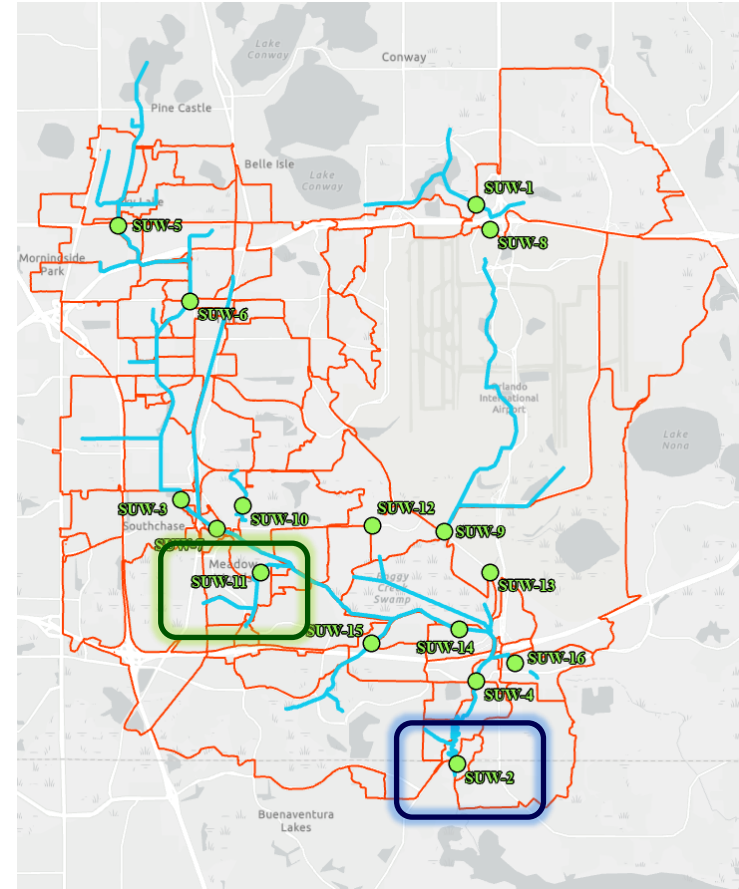 Lake
Conway
Conway
Pine Castle
Belle Isle
Lake
Conway
SUW-1
SUW-5
SUW-8
Morningside
Park
SUW-6
Orlando
International
Airport
Lake
Nona
SUW-3
SUW-10
SUW-12
Southchase
SUW-9
Meadow
SUW-11
SUW-13
Boggy
Creek
Swamp
SUW-15
SUW-14
SUW-16
SUW-4
SUW-2
Buenaventura
Lakes